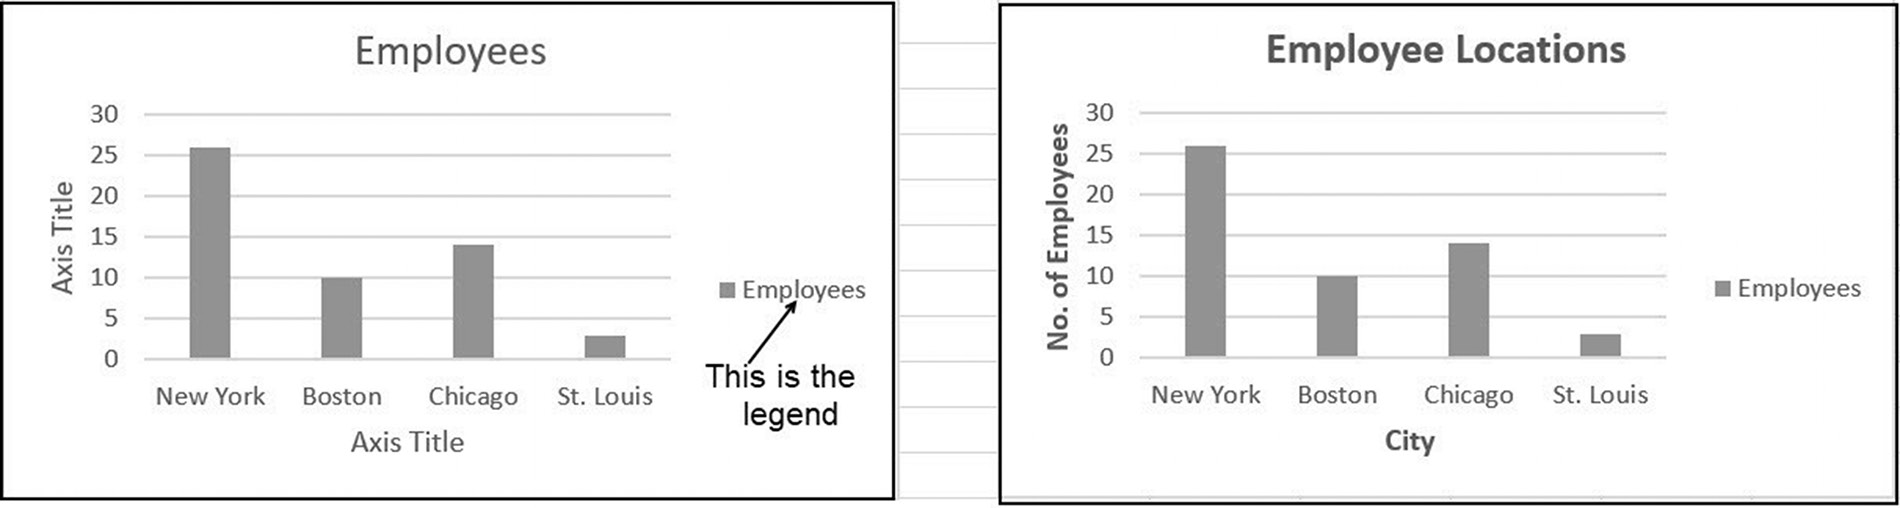 Employees
30
25
20
15
10
5
0
Axis Title
New York Boston Chicago St. Louis
Axis Title
Employees
This is the
legend
Employee Locations
30
25
20
15
10
5
0
No. of Employees
New York Boston Chicago St. Louis
City
Employees